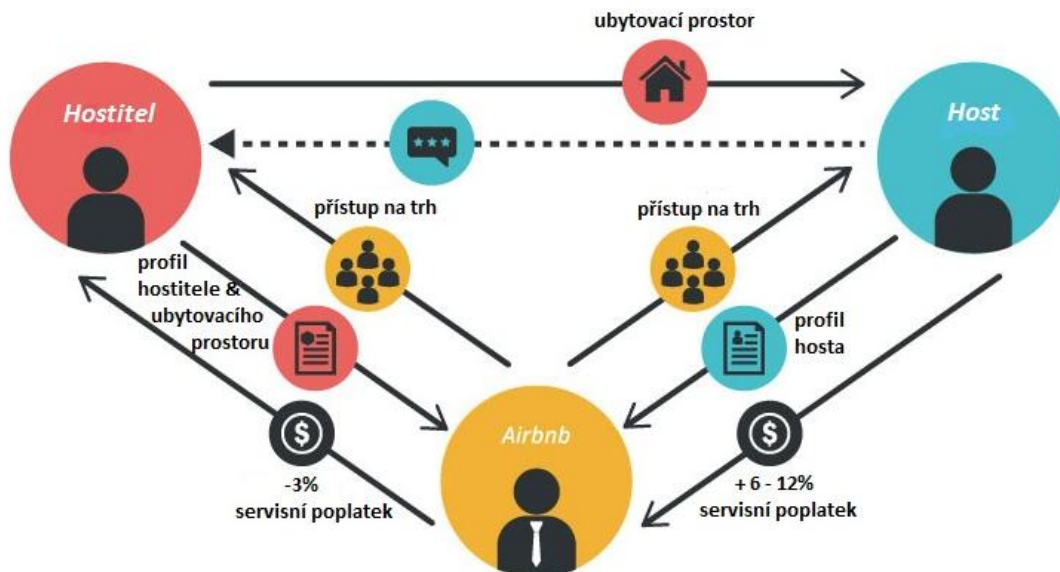 ubytovací prostor
Hostitel
Host
přístup na trh
přístup na trh
profil
hostitele &
ubytovacího
prostoru
profil
hosta
Airbnb
$
-3%
servisní poplatek
$
+ 6 - 12%
servisní poplatek